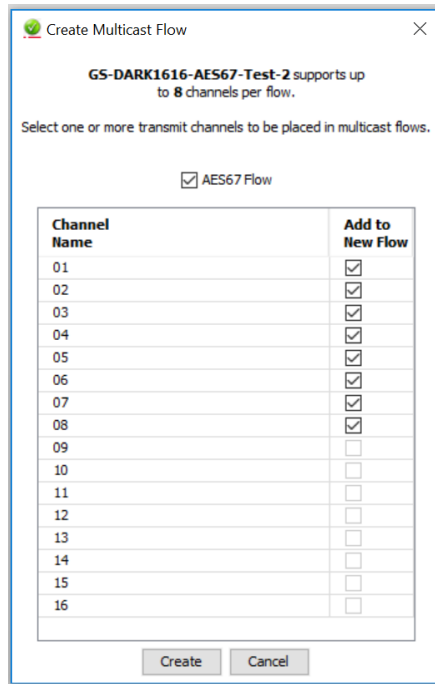 Create Multicast Flow
GS-DARK1616-AES67-Test-2 supports up
to 8 channels per flow.
Select one or more transmit channels to be placed in multicast flows.
AES67 Flow
Channel Name
Add to New Flow
01
02
03
04
05
06
07
08
09
10
11
12
13
14
15
16
Create Cancel